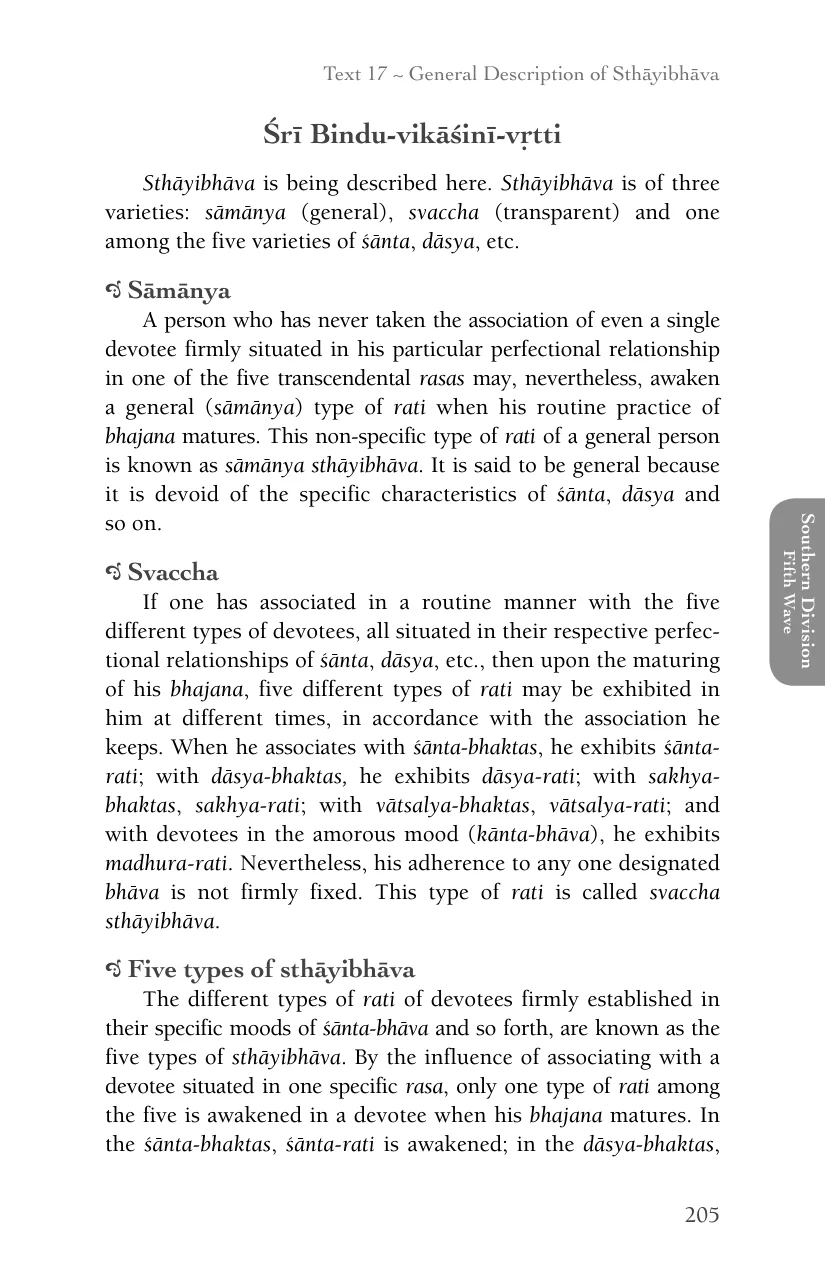 Text 17 ~ General Description of Sthāyibhāva
Śrī Bindu-vikāśinī-vṛtti
Sthāyibhāva is being described here. Sthāyibhāva is of three
varieties: sāmānya (general), svaccha (transparent) and one
among the five varieties of śānta, dāsya, etc.
Sāmānya
A person who has never taken the association of even a single
devotee firmly situated in his particular perfectional relationship
in one of the five transcendental rasas may, nevertheless, awaken
a general (sāmānya) type of rati when his routine practice of
bhajana matures. This non-specific type of rati of a general person
is known as sāmānya sthāyibhāva. It is said to be general because
it is devoid of the specific characteristics of śānta, dāsya and
so on.
Svaccha
If one has associated in a routine manner with the five
different types of devotees, all situated in their respective perfec-
tional relationships of śānta, dāsya, etc., then upon the maturing
of his bhajana, five different types of rati may be exhibited in
him at different times, in accordance with the association he
keeps. When he associates with śānta-bhaktas, he exhibits śānta-
rati; with dāsya-bhaktas, he exhibits dāsya-rati; with sakhya-
bhaktas, sakhya-rati; with vātsalya-bhaktas, vātsalya-rati; and
with devotees in the amorous mood (kānta-bhāva), he exhibits
madhura-rati. Nevertheless, his adherence to any one designated
bhāva is not firmly fixed. This type of rati is called svaccha
sthāyibhāva.
Five types of sthāyibhāva
The different types of rati of devotees firmly established in
their specific moods of śānta-bhāva and so forth, are known as the
five types of sthāyibhāva. By the influence of associating with a
devotee situated in one specific rasa, only one type of rati among
the five is awakened in a devotee when his bhajana matures. In
the śānta-bhaktas, śānta-rati is awakened; in the dāsya-bhaktas,
Southern Division
Fifth Wave
205